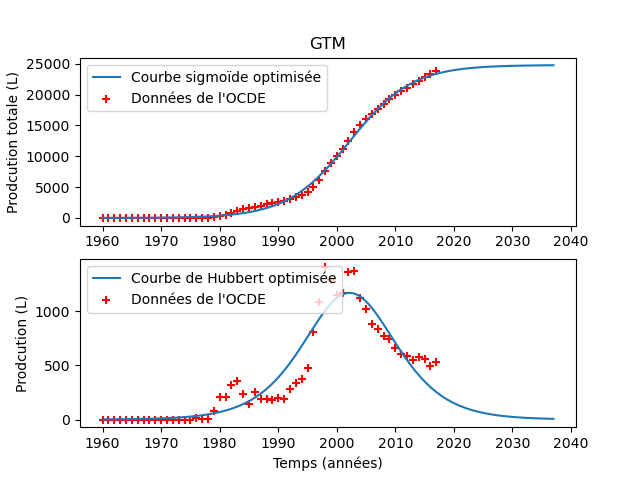 GTM
25000
20000
15000
10000
5000
0
Prodcution totale (L)
Courbe sigmoïde optimisée
Données de l'OCDE
1960 1970 1980 1990 2000 2010 2020 2030 2040
1000
500
0
Prodcution (L)
Courbe de Hubbert optimisée
Données de l'OCDE
1960 1970 1980 1990 2000 2010 2020 2030 2040
Temps (années)